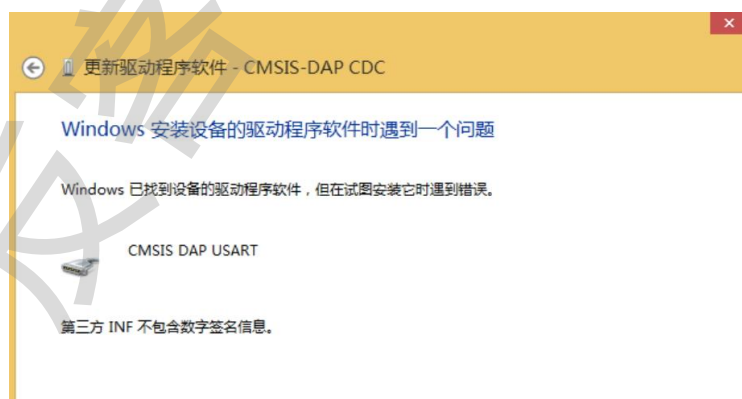 更新驱动程序软件 - CMSIS-DAP CDC
Windows 安装设备的驱动程序软件时遇到一个问题
Windows 已找到设备的驱动程序软件，但在试图安装它时遇到错误。
CMSIS DAP USART
第三方 INF 不包含数字签名信息。